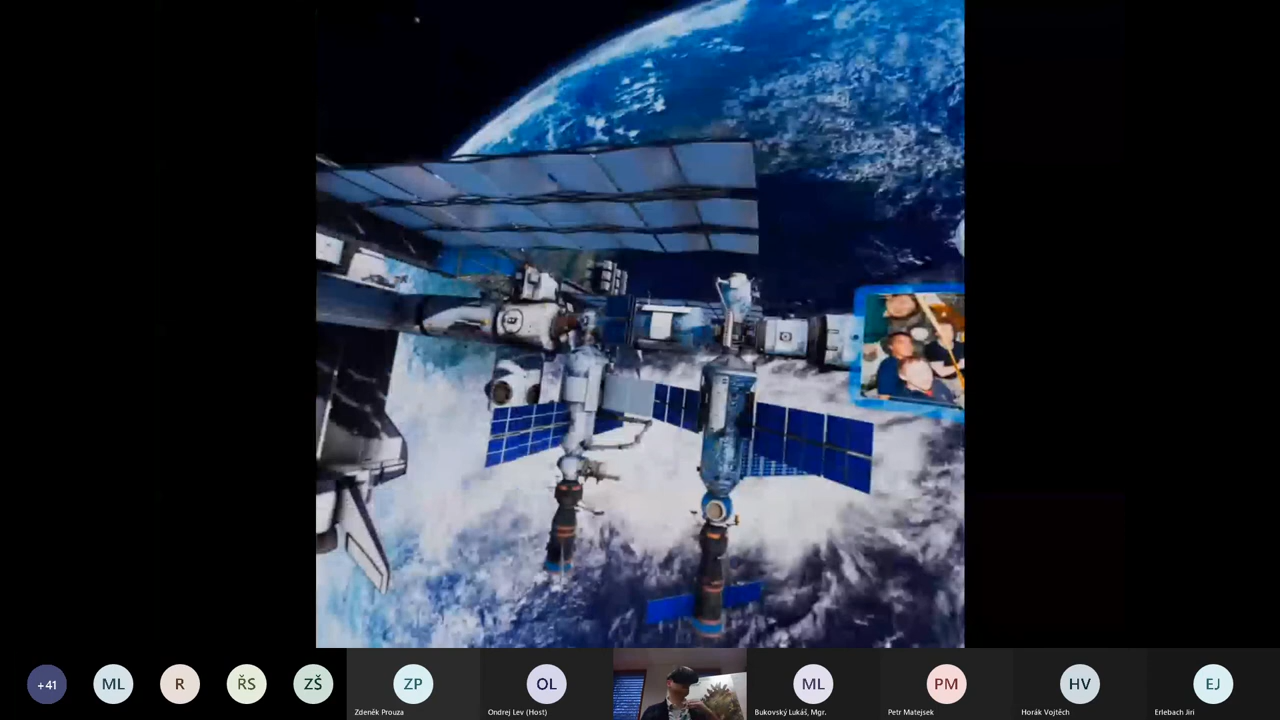 +41
ML
R
ŘS
ZŠ
ZP
OL
ML
PM
HV
EJ
Zdeněk Prouza
Ondrej Lev (Host)
Bukovský Lukáš, Mgr.
Petr Matejsek
Horák Vojtěch
Erlebach Jiri